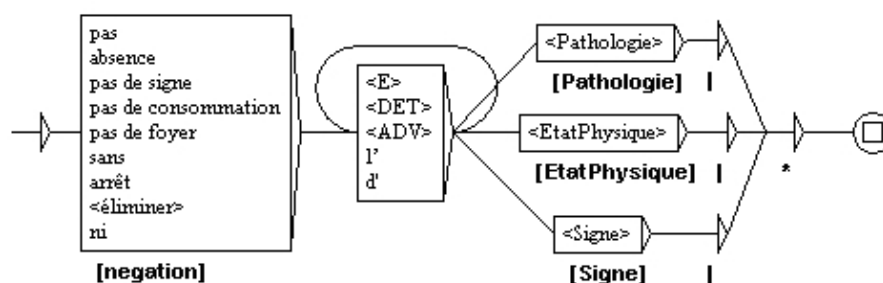 pas
absence
pas de signe
pas de consommation
pas de foyer
sans
arrêt
<éliminer>
ni
[negation]
<E>
<DET>
<ADV>
l'
d'
<Pathologie>
[Pathologie] |
<EtatPhysique>
[EtatPhysique] |
*
<Signe>
[Signe] |